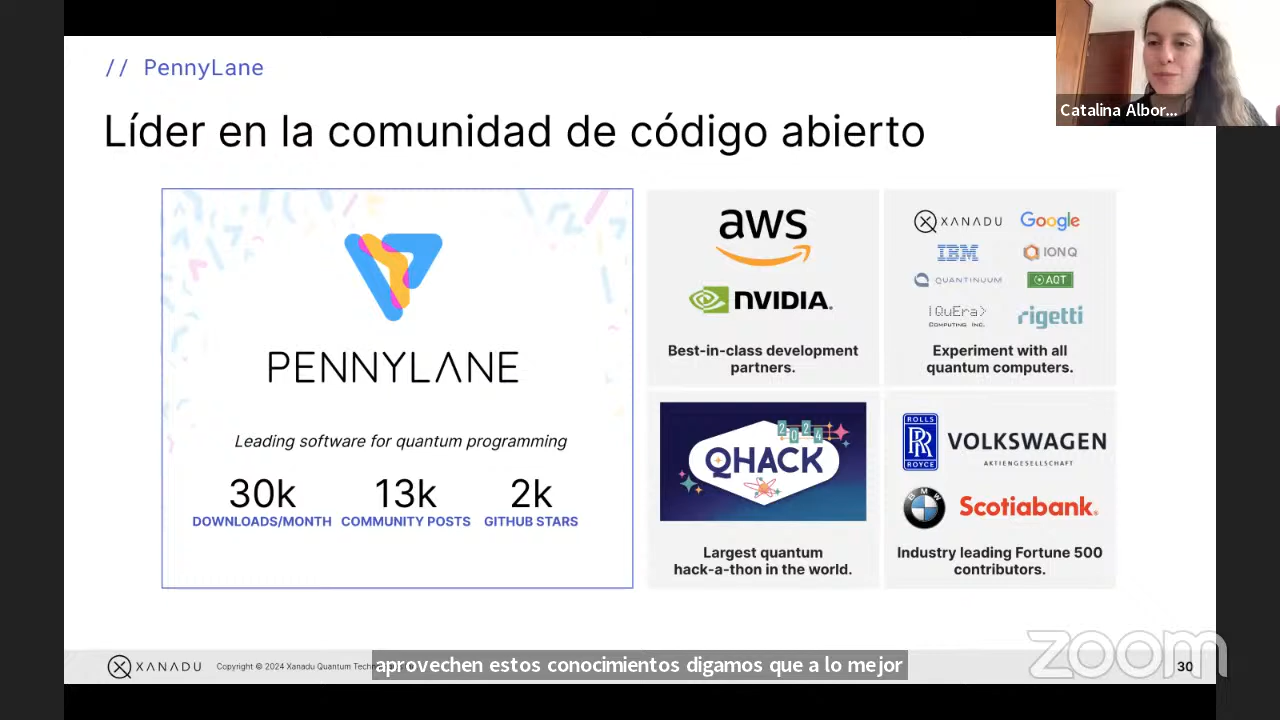 // PennyLane
Líder en la comunidad de código abierto
Catalina Albor...
PENNYLANE
Leading software for quantum programming
30k
13k
2k
DOWNLOADS/MONTH
COMMUNITY POSTS
GITHUB STARS
aws
NVIDIA.
Best-in-class development
partners.
XANADU
Google
IBM
IONQ
QUANTINUUM
AQT
|QuEra>
COMPUTING INC.
rigetti
Experiment with all
quantum computers.
2024
QHACK
Largest quantum
hack-a-thon in the world.
ROLLS
RR
ROYCE
VOLKSWAGEN
AKTIENGESELLSCHAFT
BMW
Scotiabank.
Industry leading Fortune 500
contributors.
XANADU
Copyright © 2024 Xanadu Quantum
aprovechen estos conocimientos digamos que a lo mejor
zoom
30